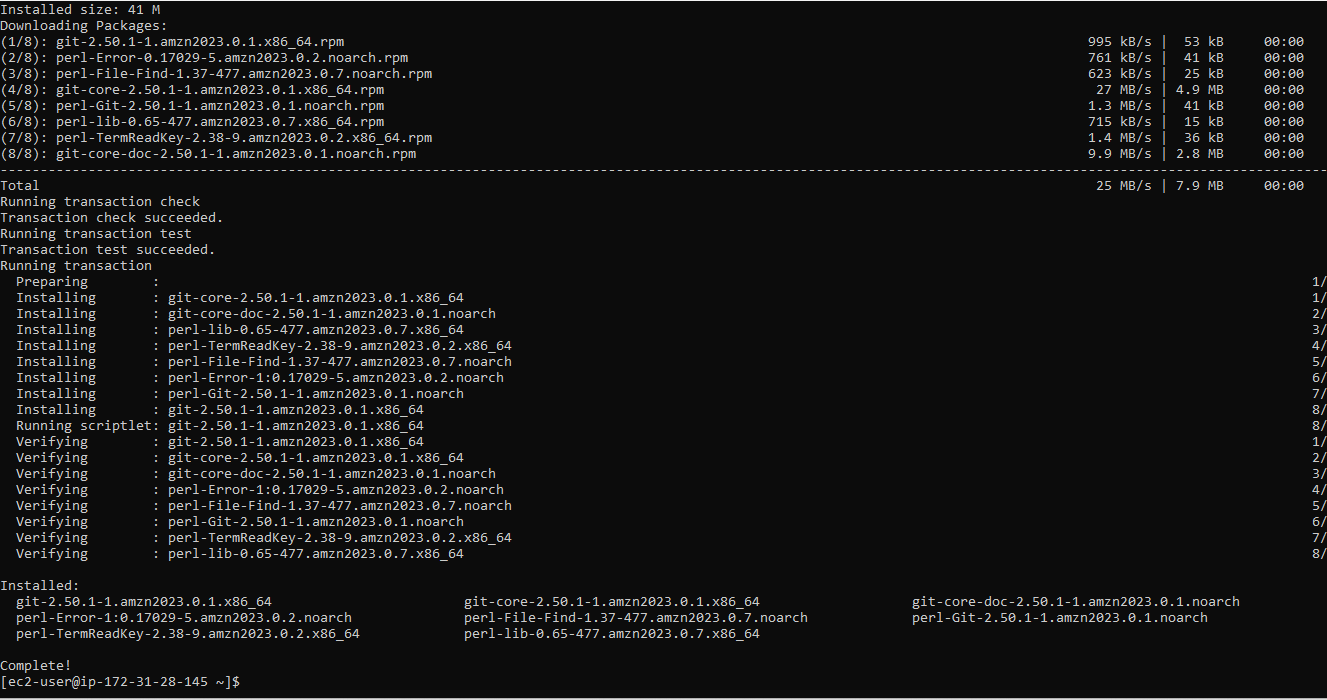 Installed size: 41 M
Downloading Packages:
(1/8): git-2.50.1-1.amzn2023.0.1.x86_64.rpm 995 kB/s | 53 kB 00:00
(2/8): perl-Error-0.17029-5.amzn2023.0.2.noarch.rpm 761 kB/s | 41 kB 00:00
(3/8): perl-File-Find-1.37-477.amzn2023.0.7.noarch.rpm 623 kB/s | 25 kB 00:00
(4/8): git-core-2.50.1-1.amzn2023.0.1.x86_64.rpm 27 MB/s | 4.9 MB 00:00
(5/8): perl-Git-2.50.1-1.amzn2023.0.1.noarch.rpm 1.3 MB/s | 41 kB 00:00
(6/8): perl-lib-0.65-477.amzn2023.0.7.x86_64.rpm 715 kB/s | 15 kB 00:00
(7/8): perl-TermReadKey-2.38-9.amzn2023.0.2.x86_64.rpm 1.4 MB/s | 36 kB 00:00
(8/8): git-core-doc-2.50.1-1.amzn2023.0.1.noarch.rpm 9.9 MB/s | 2.8 MB 00:00
--------------------------------------------------------------------------------
Total 25 MB/s | 7.9 MB 00:00
Running transaction check
Transaction check succeeded.
Running transaction test
Transaction test succeeded.
Running transaction
Preparing : 1/
Installing : git-core-2.50.1-1.amzn2023.0.1.x86_64 1/
Installing : git-core-doc-2.50.1-1.amzn2023.0.1.noarch 2/
Installing : perl-lib-0.65-477.amzn2023.0.7.x86_64 3/
Installing : perl-TermReadKey-2.38-9.amzn2023.0.2.x86_64 4/
Installing : perl-File-Find-1.37-477.amzn2023.0.7.noarch 5/
Installing : perl-Error-1:0.17029-5.amzn2023.0.2.noarch 6/
Installing : perl-Git-2.50.1-1.amzn2023.0.1.noarch 7/
Installing : git-2.50.1-1.amzn2023.0.1.x86_64 8/
Running scriptlet: git-2.50.1-1.amzn2023.0.1.x86_64 8/
Verifying : git-2.50.1-1.amzn2023.0.1.x86_64 1/
Verifying : git-core-2.50.1-1.amzn2023.0.1.x86_64 2/
Verifying : git-core-doc-2.50.1-1.amzn2023.0.1.noarch 3/
Verifying : perl-Error-1:0.17029-5.amzn2023.0.2.noarch 4/
Verifying : perl-File-Find-1.37-477.amzn2023.0.7.noarch 5/
Verifying : perl-Git-2.50.1-1.amzn2023.0.1.noarch 6/
Verifying : perl-TermReadKey-2.38-9.amzn2023.0.2.x86_64 7/
Verifying : perl-lib-0.65-477.amzn2023.0.7.x86_64 8/
Installed:
git-2.50.1-1.amzn2023.0.1.x86_64 git-core-2.50.1-1.amzn2023.0.1.x86_64 git-core-doc-2.50.1-1.amzn2023.0.1.noarch
perl-Error-1:0.17029-5.amzn2023.0.2.noarch perl-File-Find-1.37-477.amzn2023.0.7.noarch perl-Git-2.50.1-1.amzn2023.0.1.noarch
perl-TermReadKey-2.38-9.amzn2023.0.2.x86_64 perl-lib-0.65-477.amzn2023.0.7.x86_64
Complete!
[ec2-user@ip-172-31-28-145 ~]$